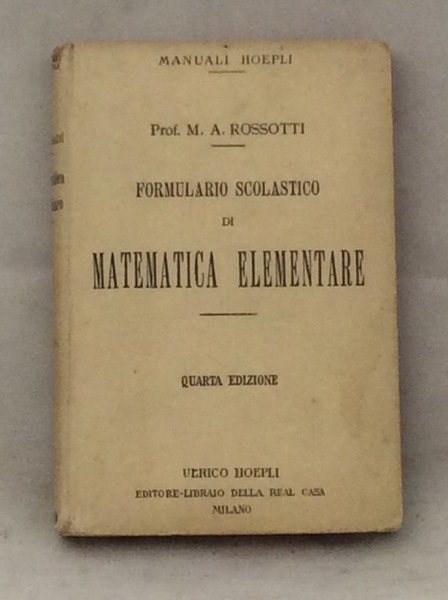 MANUALI HOEPLI
Prof. M. A. ROSSOTTI
FORMULARIO SCOLASTICO
DI
MATEMATICA ELEMENTARE
QUARTA EDIZIONE
ULRICO HOEPLI
EDITORE-LIBRAIO DELLA REAL CASA
MILANO